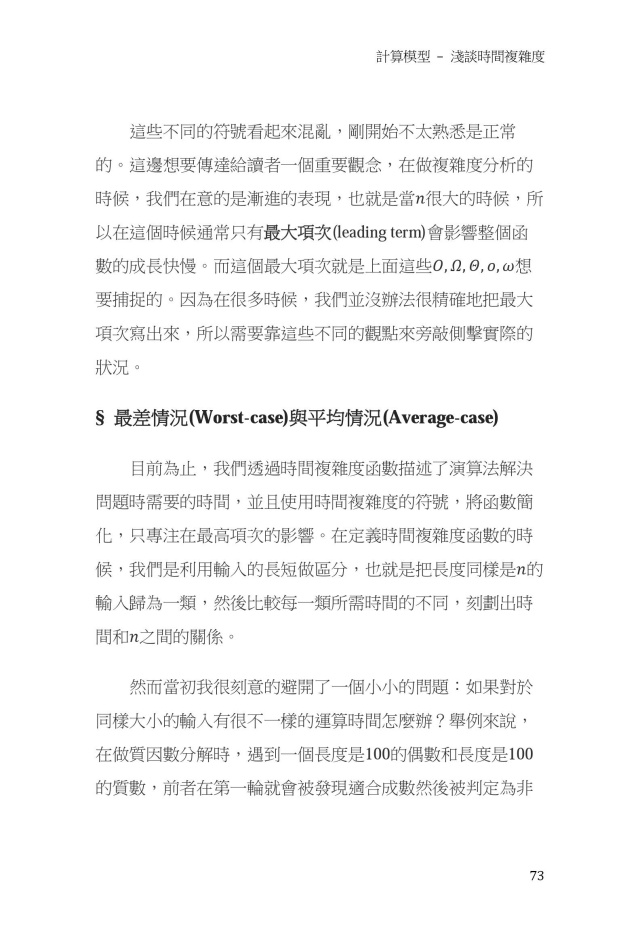 計算模型 – 淺談時間複雜度
這些不同的符號看起來混亂，剛開始不太熟悉是正常
的。這邊想要傳達給讀者一個重要觀念，在做複雜度分析的
時候，我們在意的是漸進的表現，也就是當n很大的時候，所
以在這個時候通常只有最大項次(leading term)會影響整個函
數的成長快慢。而這個最大項次就是上面這些O, Ω, Θ, o, ω想
要捕捉的。因為在很多時候，我們並沒辦法很精確地把最大
項次寫出來，所以需要靠這些不同的觀點來旁敲側擊實際的
狀況。
§ 最差情況(Worst-case)與平均情況(Average-case)
目前為止，我們透過時間複雜度函數描述了演算法解決
問題時需要的時間，並且使用時間複雜度的符號，將函數簡
化，只專注在最高項次的影響。在定義時間複雜度函數的時
候，我們是利用輸入的長短做區分，也就是把長度同樣是n的
輸入歸為一類，然後比較每一類所需時間的不同，刻劃出時
間和n之間的關係。
然而當初我很刻意的避開了一個小小的問題：如果對於
同樣大小的輸入有很不一樣的運算時間怎麼辦？舉例來說，
在做質因數分解時，遇到一個長度是100的偶數和長度是100
的質數，前者在第一輪就會被發現適合成數然後被判定為非
73